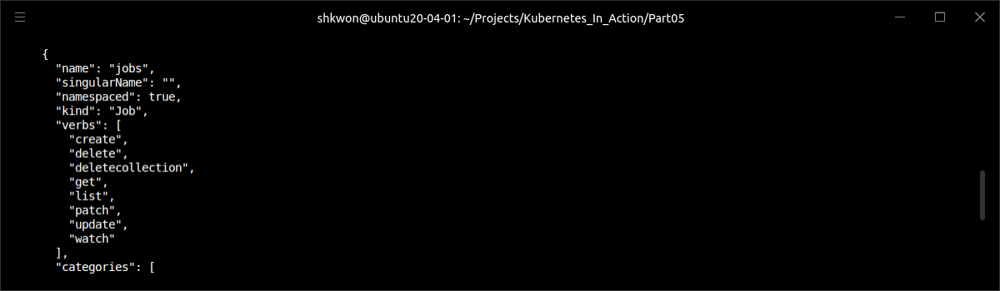 shkwon@ubuntu20-04-01: ~/Projects/Kubernetes_In_Action/Part05
{
"name": "jobs",
"singularName": "",
"namespaced": true,
"kind": "Job",
"verbs": [
"create",
"delete",
"deletecollection",
"get",
"list",
"patch",
"update",
"watch"
],
"categories": [